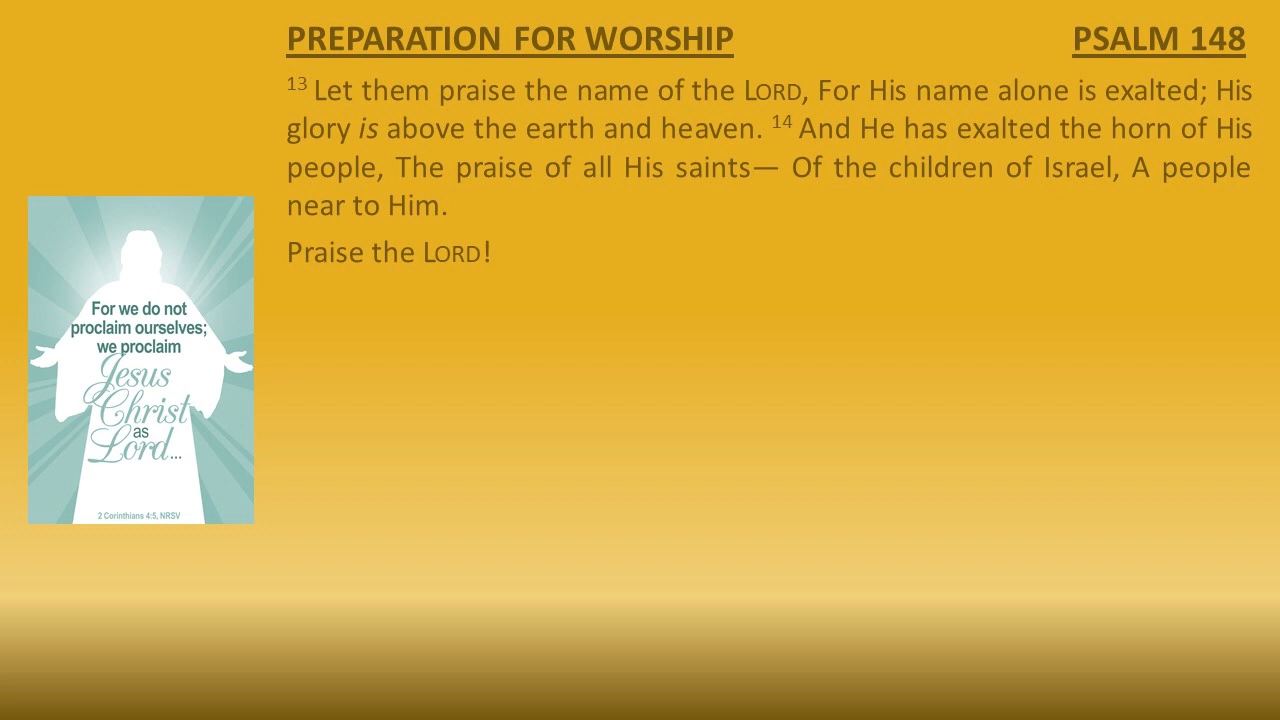 PREPARATION FOR WORSHIP PSALM 148
13 Let them praise the name of the LORD, For His name alone is exalted; His
glory is above the earth and heaven. 14 And He has exalted the horn of His
people, The praise of all His saints— Of the children of Israel, A people
near to Him.
Praise the LORD!
For we do not
proclaim ourselves;
we proclaim
Jesus
Christ
as
Lord...
2 Corinthians 4:5, NRSV